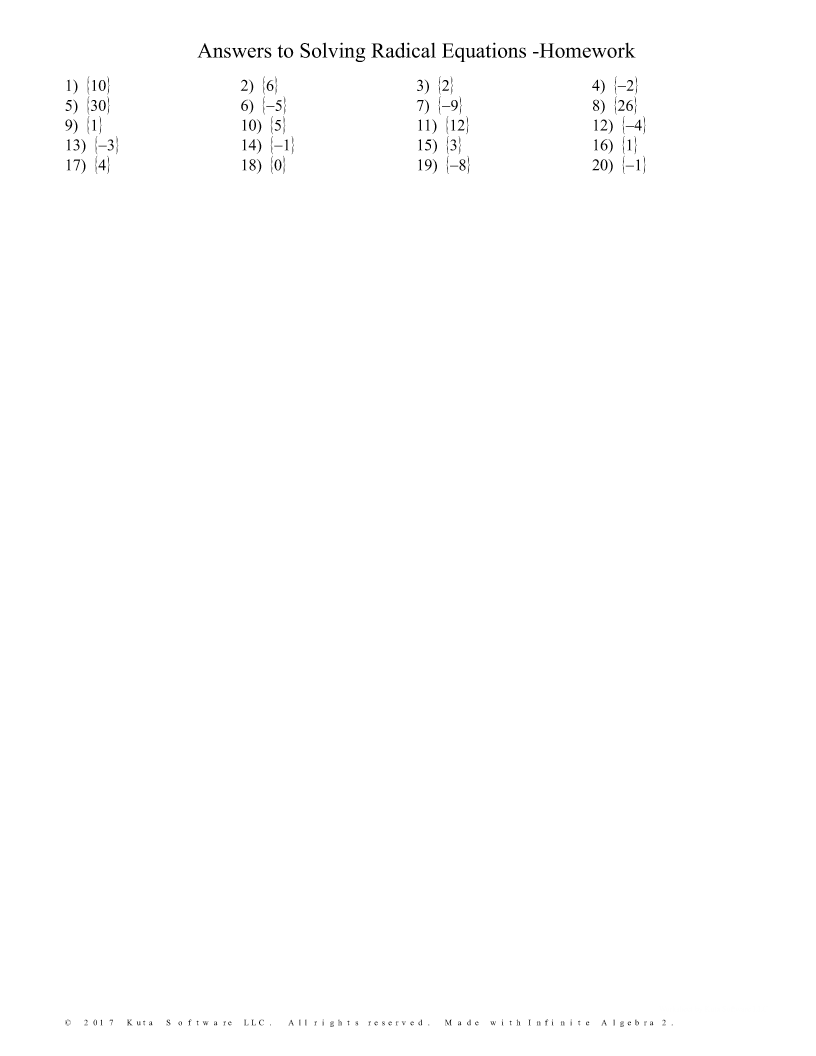 Answers to Solving Radical Equations -Homework
1) {10} 2) {6} 3) {2} 4) {−2}
5) {30} 6) {−5} 7) {−9} 8) {26}
9) {1} 10) {5} 11) {12} 12) {−4}
13) {−3} 14) {−1} 15) {3} 16) {1}
17) {4} 18) {0} 19) {−8} 20) {−1}
© 2017 Kuta Software LLC. All rights reserved. Made with Infinite Algebra 2.